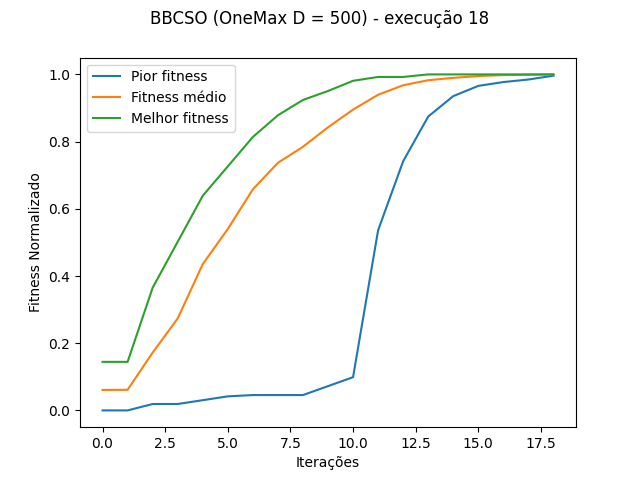 BBCSO (OneMax D = 500) - execução 18
Pior fitness
Fitness médio
Melhor fitness
Fitness Normalizado
1.0
0.8
0.6
0.4
0.2
0.0
0.0 2.5 5.0 7.5 10.0 12.5 15.0 17.5
Iterações